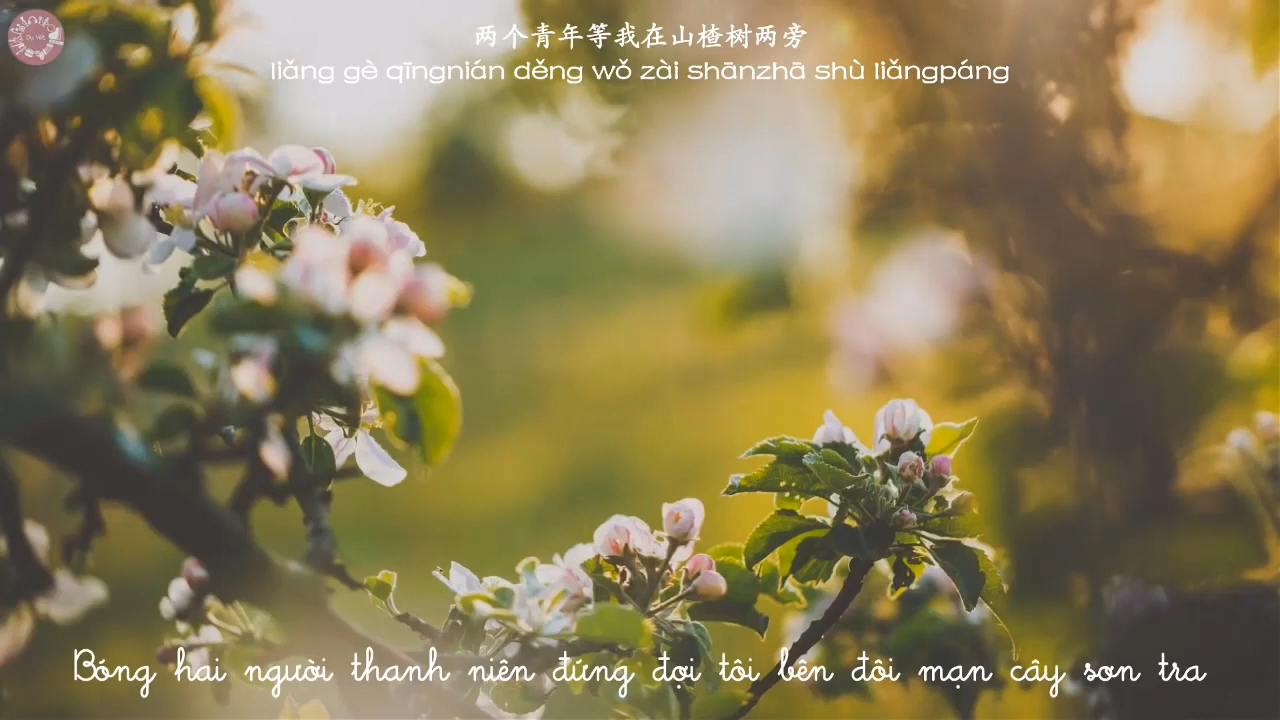 两个青年等我在山楂树两旁
liǎng gè qīngnián děng wǒ zài shānzhā shù liǎngpáng
Bóng hai người thanh niên đứng đợi tôi bên đôi mạn cây sơn tra